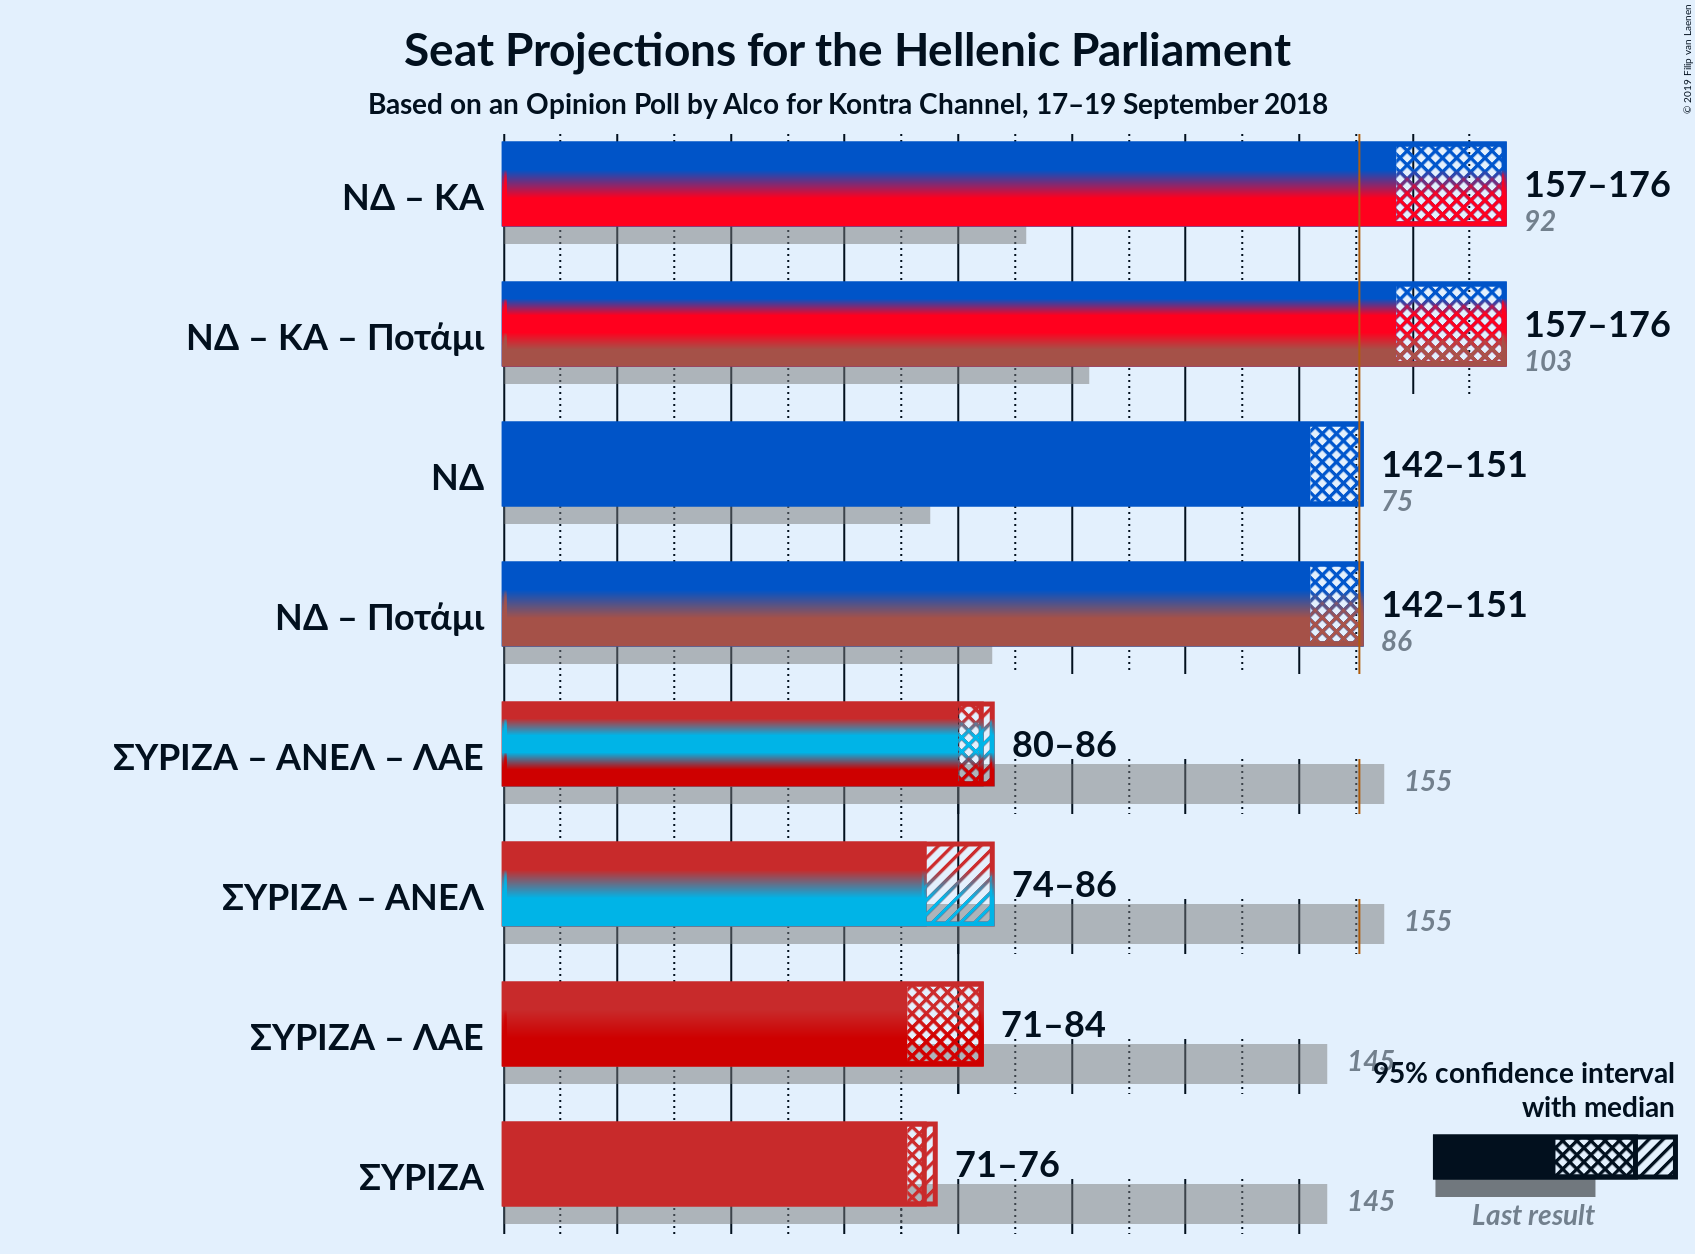 Seat Projections for the Hellenic Parliament
Based on an Opinion Poll by Alco for Kontra Channel, 17–19 September 2018
© 2019 Filip van Laenen
ΝΔ – ΚΑ
157–176
92
ΝΔ – ΚΑ – Ποτάμι
157–176
103
ΝΔ
142–151
75
ΝΔ – Ποτάμι
142–151
86
ΣΥΡΙΖΑ – ΑΝΕΛ – ΛΑΕ
80–86
155
ΣΥΡΙΖΑ – ΑΝΕΛ
74–86
155
ΣΥΡΙΖΑ – ΛΑΕ
71–84
145
ΣΥΡΙΖΑ
71–76
145
95% confidence interval
with median
Last result